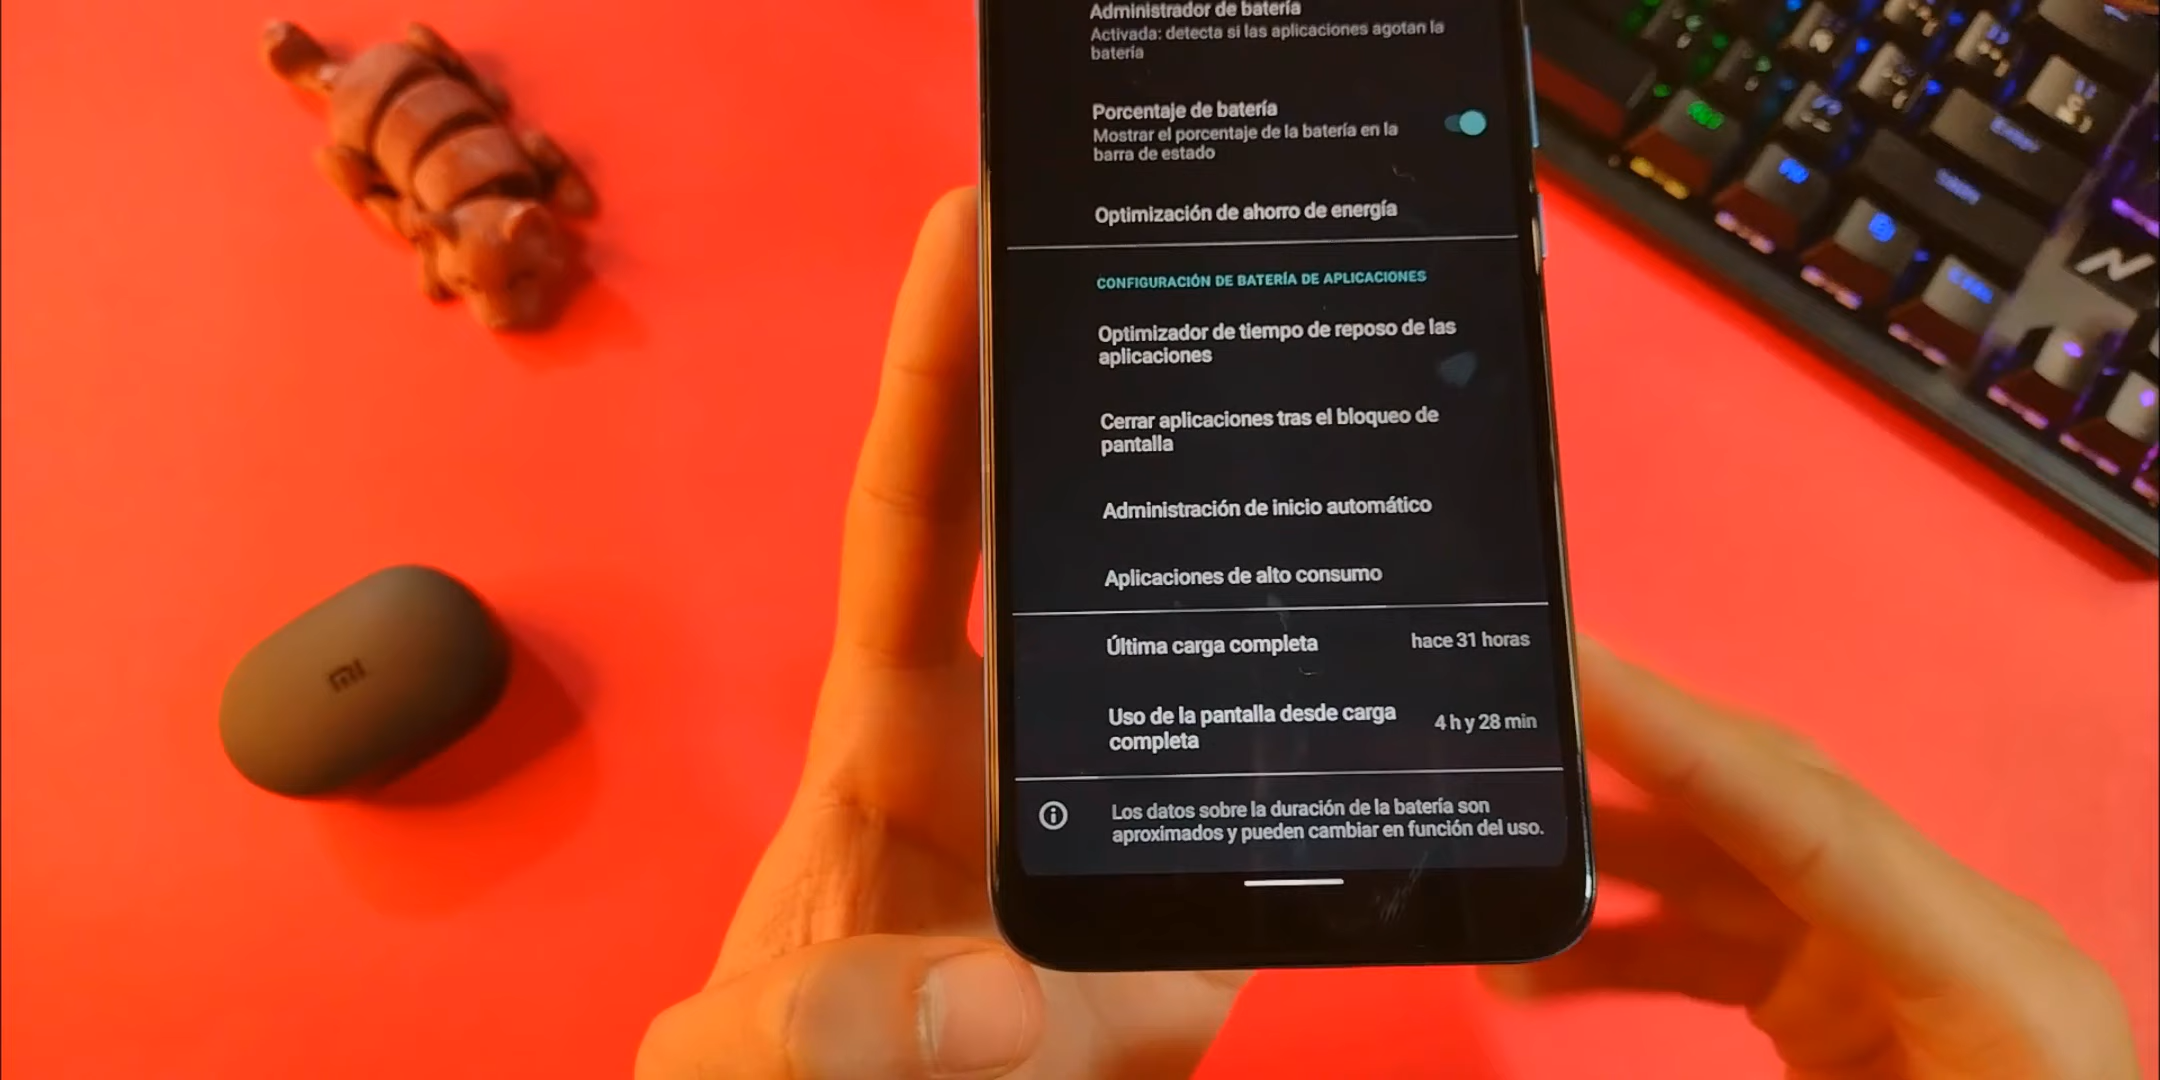 Administrador de batería
Activada: detecta si las aplicaciones agotan la
batería
Porcentaje de batería
Mostrar el porcentaje de la batería en la
barra de estado
Optimización de ahorro de energía
CONFIGURACIÓN DE BATERÍA DE APLICACIONES
Optimizador de tiempo de reposo de las
aplicaciones
Cerrar aplicaciones tras el bloqueo de
pantalla
Administración de inicio automático
Aplicaciones de alto consumo
Última carga completa hace 31 horas
Uso de la pantalla desde carga
completa
4 h y 28 min
Los datos sobre la duración de la batería son
aproximados y pueden cambiar en función del uso.
MI